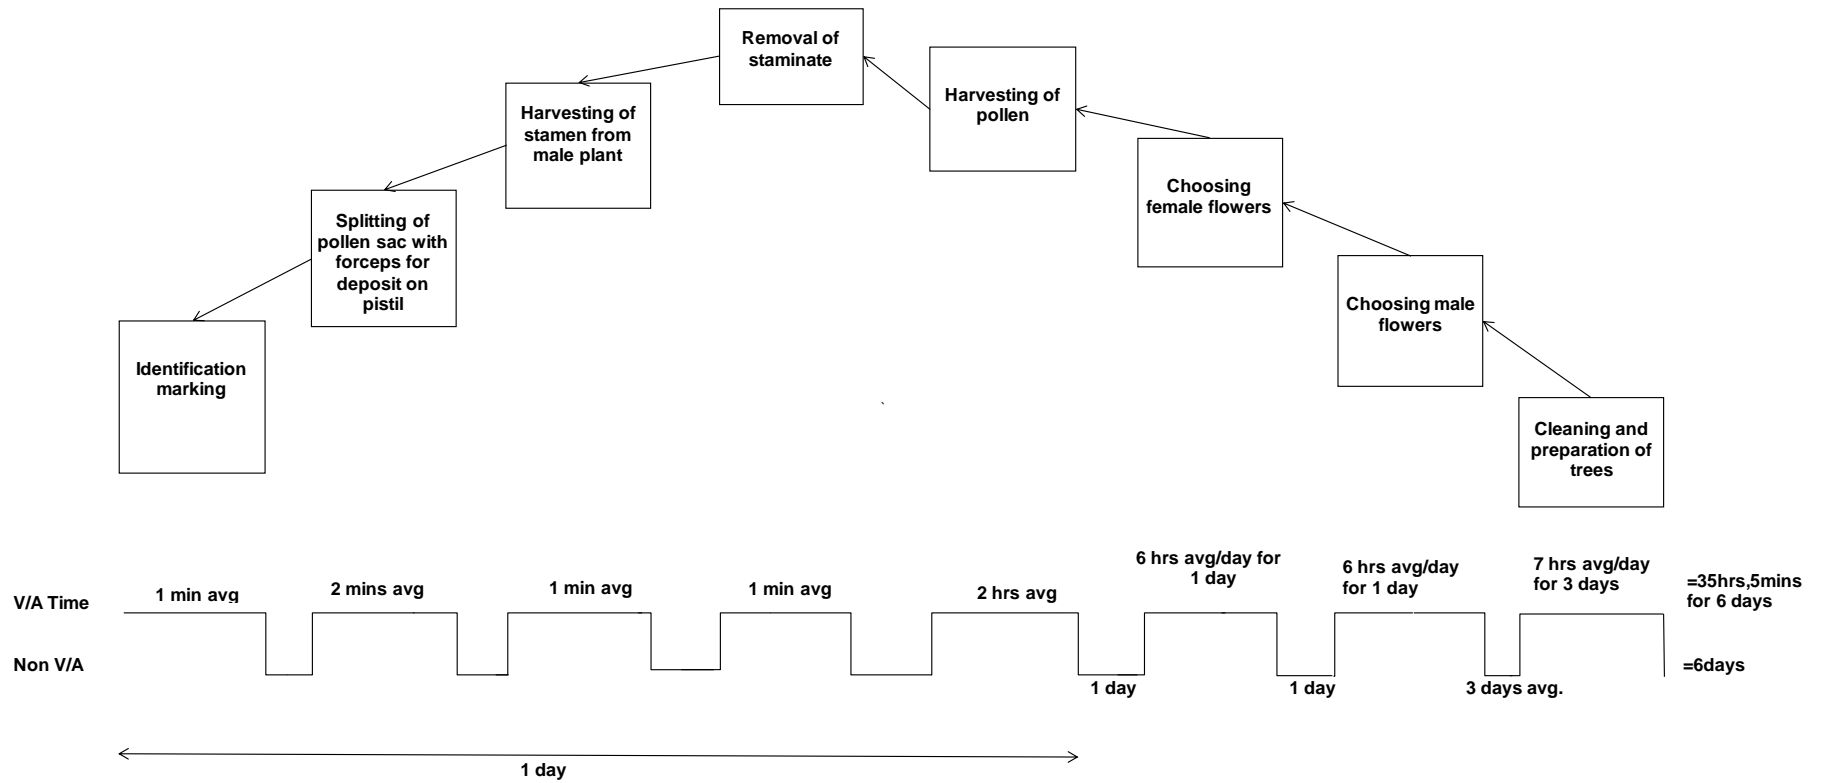 Removal of
staminate
Harvesting of
pollen
Harvesting of
stamen from
male plant
Choosing
female flowers
Splitting of
pollen sac with
forceps for
deposit on
pistil
Choosing male
flowers
Identification
marking
Cleaning and
preparation of
trees
`
V/A Time
1 min avg
2 mins avg
1 min avg
1 min avg
2 hrs avg
6 hrs avg/day for
1 day
6 hrs avg/day
for 1 day
7 hrs avg/day
for 3 days
=35hrs,5mins
for 6 days
Non V/A
1 day
1 day
3 days avg.
=6days
1 day